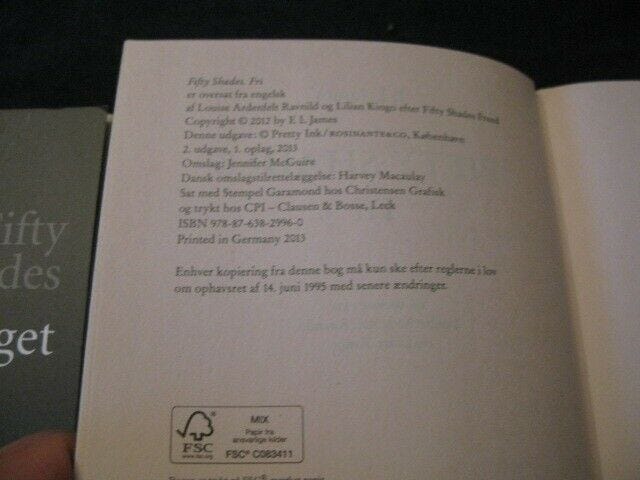 Fifty Shades. Fri
er oversat fra engelsk
af Louise Ardenfelt Ravnild og Lilian Kingo efter Fifty Shades Freed
Copyright © 2012 by E L James
Denne udgave: © Pretty Ink/ROSINANTE&CO, København
2. udgave, 1. oplag, 2013
Omslag: Jennifer McGuire
Dansk omslagstilrettelæggelse: Harvey Macaulay
Sat med Stempel Garamond hos Christensen Grafisk
og trykt hos CPI – Clausen & Bosse, Leck
ISBN 978-87-638-2996-0
Printed in Germany 2013
Enhver kopiering fra denne bog må kun ske efter reglerne i lov
om ophavsret af 14. juni 1995 med senere ændringer.
ifty
des
get
FSC
www.fsc.org
MIX
Papir fra
ansvarlige kilder
FSC® C083411